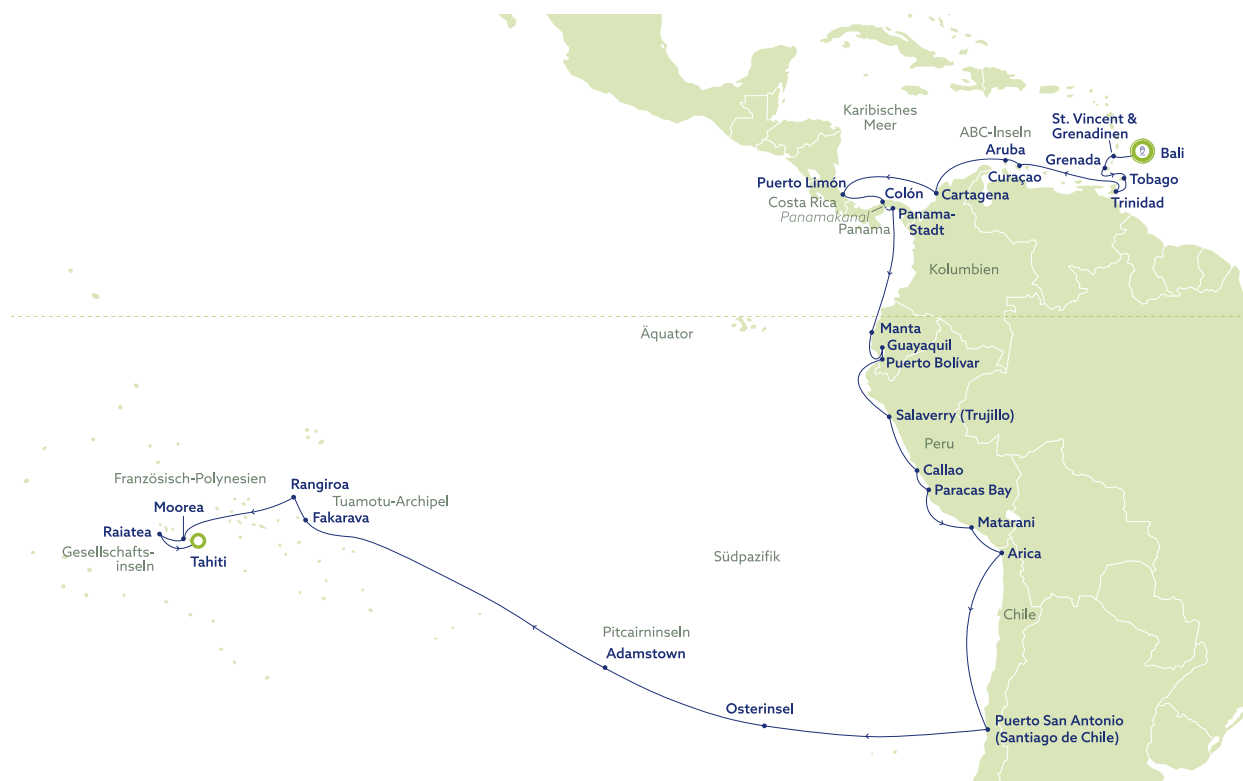 Karibisches
Meer
ABC-Inseln
St. Vincent &
Grenadinen
Bali
Aruba
Grenada
Curaçao
Tobago
Trinidad
Puerto Limón
Colón
Cartagena
Costa Rica
Panamakanal
Panama-
Stadt
Panama
Kolumbien
Äquator
Manta
Guayaquil
Puerto Bolívar
Salaverry (Trujillo)
Peru
Callao
Paracas Bay
Matarani
Arica
Französisch-Polynesien
Rangiroa
Tuamotu-Archipel
Moorea
Fakarava
Raiatea
Gesellschafts-
inseln
Tahiti
Südpazifik
Chile
Pitcairninseln
Adamstown
Osterinsel
Puerto San Antonio
(Santiago de Chile)